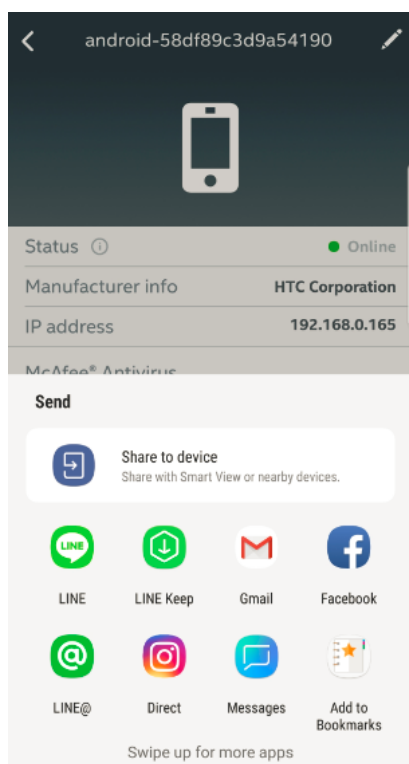 android-58df89c3d9a54190
Status
Online
Manufacturer info
HTC Corporation
IP address
192.168.0.165
McAfee® Antivirus
Send
Share to device
Share with Smart View or nearby devices.
LINE
LINE
LINE Keep
Gmail
Facebook
LINE@
Direct
Messages
Add to
Bookmarks
Swipe up for more apps